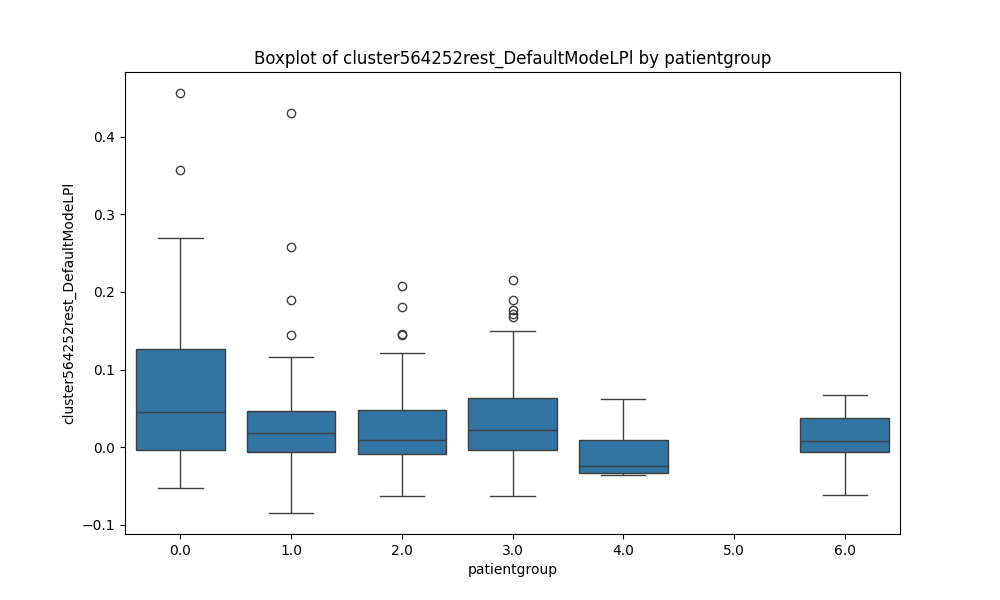 Boxplot of cluster564252rest_DefaultModeLPl by patientgroup
cluster564252rest_DefaultModeLPl
0.4
0.3
0.2
0.1
0.0
−0.1
0.0 1.0 2.0 3.0 4.0 5.0 6.0
patientgroup